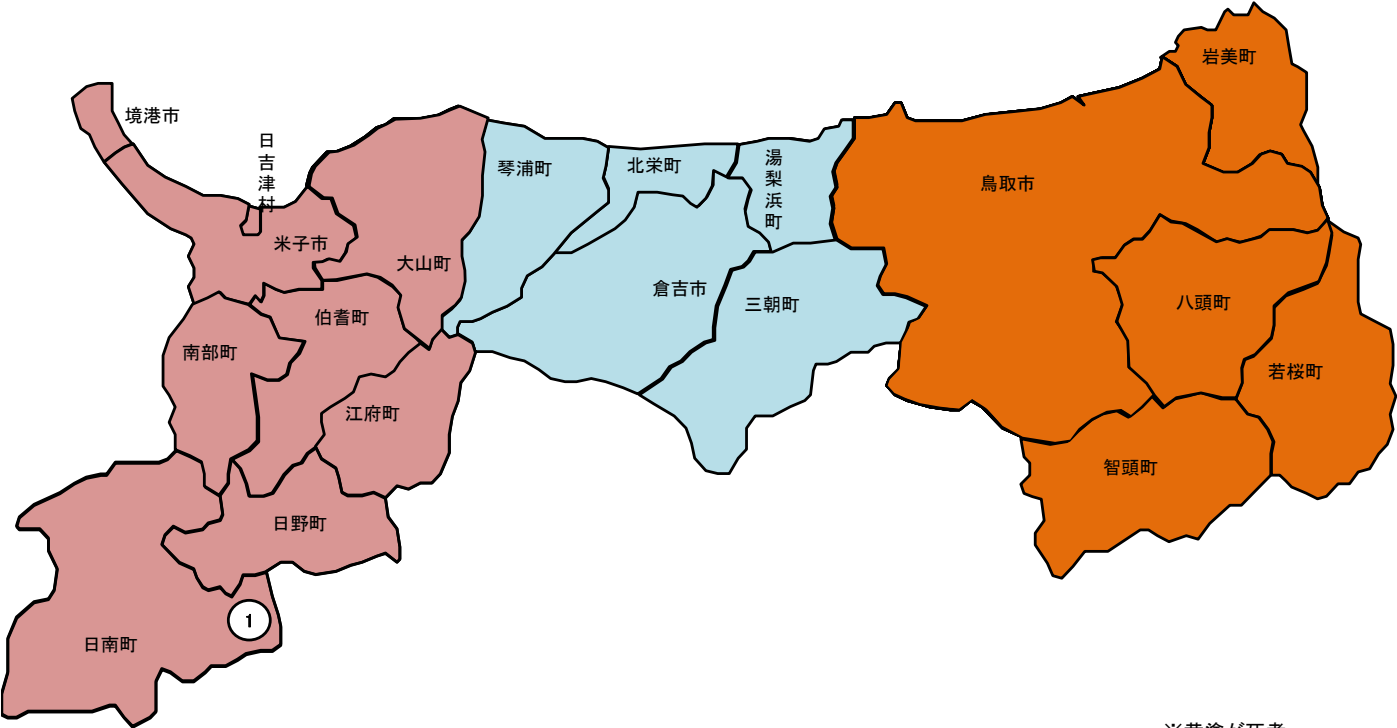 岩美町
境港市
日吉津村
琴浦町
北栄町
湯梨浜町
鳥取市
米子市
大山町
倉吉市
三朝町
八頭町
伯耆町
南部町
若桜町
江府町
智頭町
日野町
1
日南町